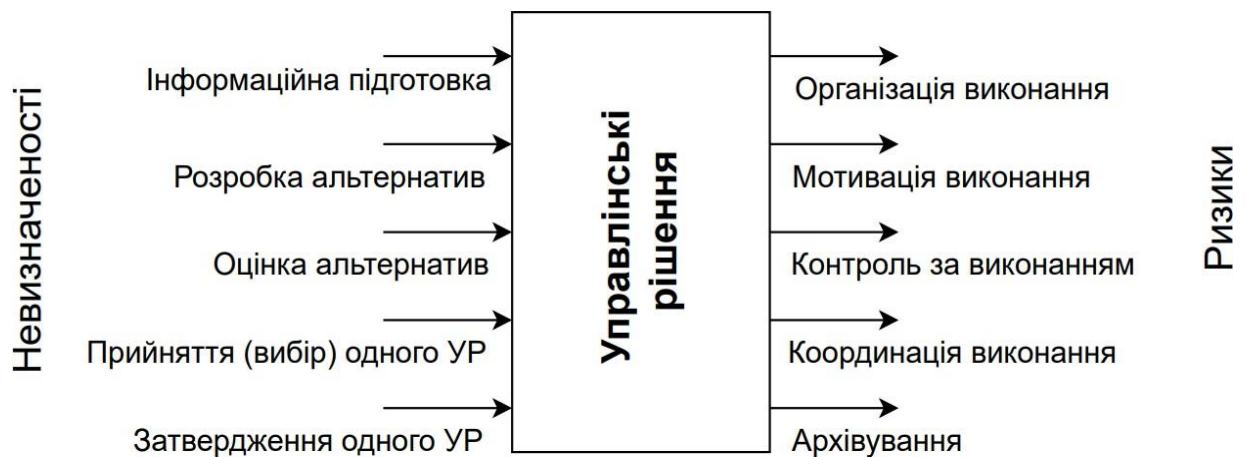 Невизначеності
Інформаційна підготовка
Розробка альтернатив
Оцінка альтернатив
Прийняття (вибір) одного УР
Затвердження одного УР
Управлінські
рішення
Організація виконання
Мотивація виконання
Контроль за виконанням
Координація виконання
Архівування
Ризики